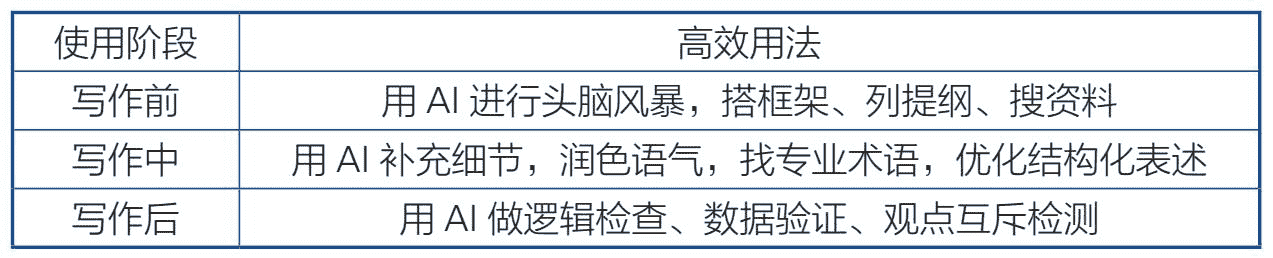 使用阶段 高效用法
写作前 用 AI 进行头脑风暴，搭框架、列提纲、搜资料
写作中 用 AI 补充细节，润色语气，找专业术语，优化结构化表述
写作后 用 AI 做逻辑检查、数据验证、观点互斥检测